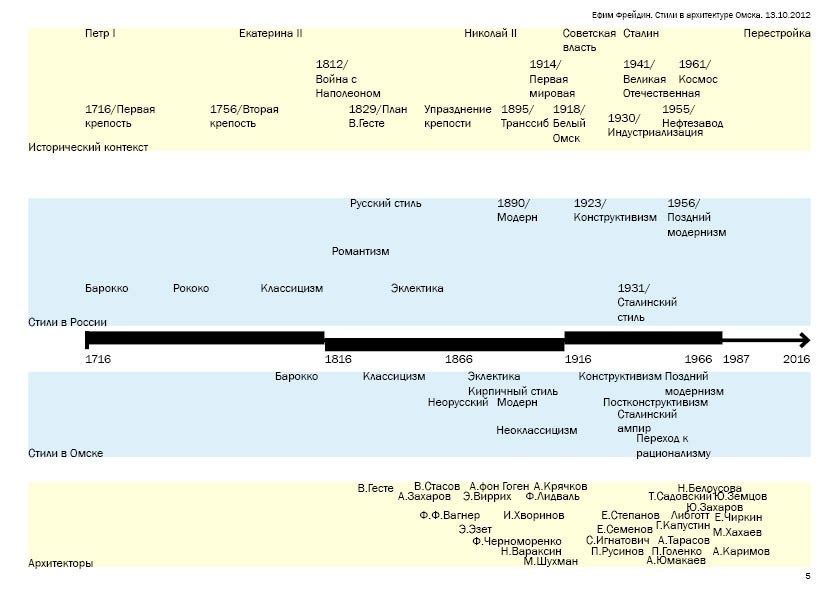 Ефим Фрейдин. Стили в архитектуре Омска. 13.10.2012
Петр I Екатерина II Николай II Советская Сталин Перестройка
власть
1812/ 1914/ 1941/ 1961/
Война с Первая Великая Космос
Наполеоном мировая Отечественная
1716/Первая 1756/Вторая 1829/План Упразднение 1895/ 1918/ 1955/
крепость крепость В.Гесте крепости Транссиб Белый 1930/ Нефтезавод
Омск Индустриализация
Исторический контекст
Русский стиль 1890/ 1923/ 1956/
Модерн Конструктивизм Поздний
модернизм
Романтизм
Барокко Рококо Классицизм Эклектика 1931/
Сталинский
стиль
Стили в России
1716 1816 1866 1916 1966 1987 2016
Барокко Классицизм Эклектика Конструктивизм Поздний
Кирпичный стиль модернизм
Неорусский Модерн Постконструктивизм
Сталинский
ампир
Неоклассицизм
Переход к
рационализму
Стили в Омске
В.Гесте В.Стасов А.фон Гоген А.Крячков Н.Белоусова
А.Захаров Э.Виррих Ф.Лидваль Т.Садовский Ю.Земцов
Ю.Захаров
Ф.Ф.Вагнер И.Хворинов Е.Степанов Либготт Е.Чиркин
Э.Эзет Е.Семенов Г.Капустин М.Хахаев
Ф.Черноморенко С.Игнатович А.Тарасов
Н.Вараксин П.Русинов П.Голенко А.Каримов
М.Шухман А.Юмакаев
Архитекторы
5